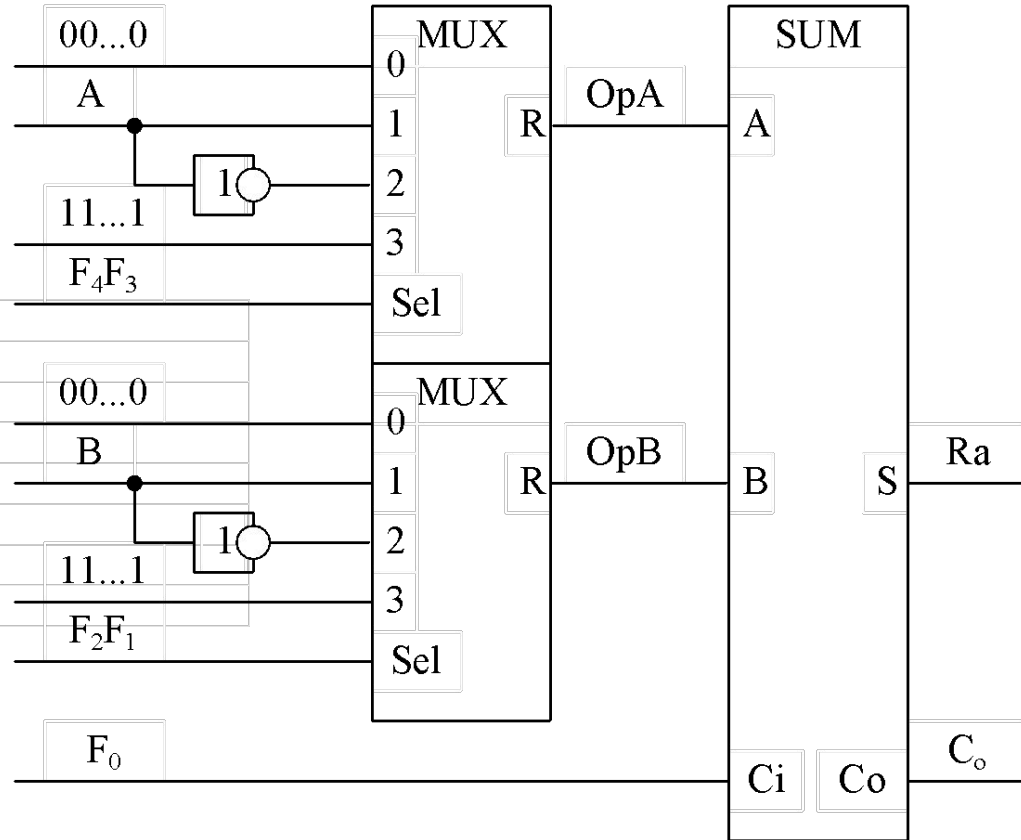 00...0 MUX SUM
0
A OpA
1 R A
1 2
11...1
3
F₄F₃
Sel
00...0 MUX
0
B OpB Ra
1 R B S
1 2
11...1
3
F₂F₁
Sel
F₀ Cₒ
Ci Co